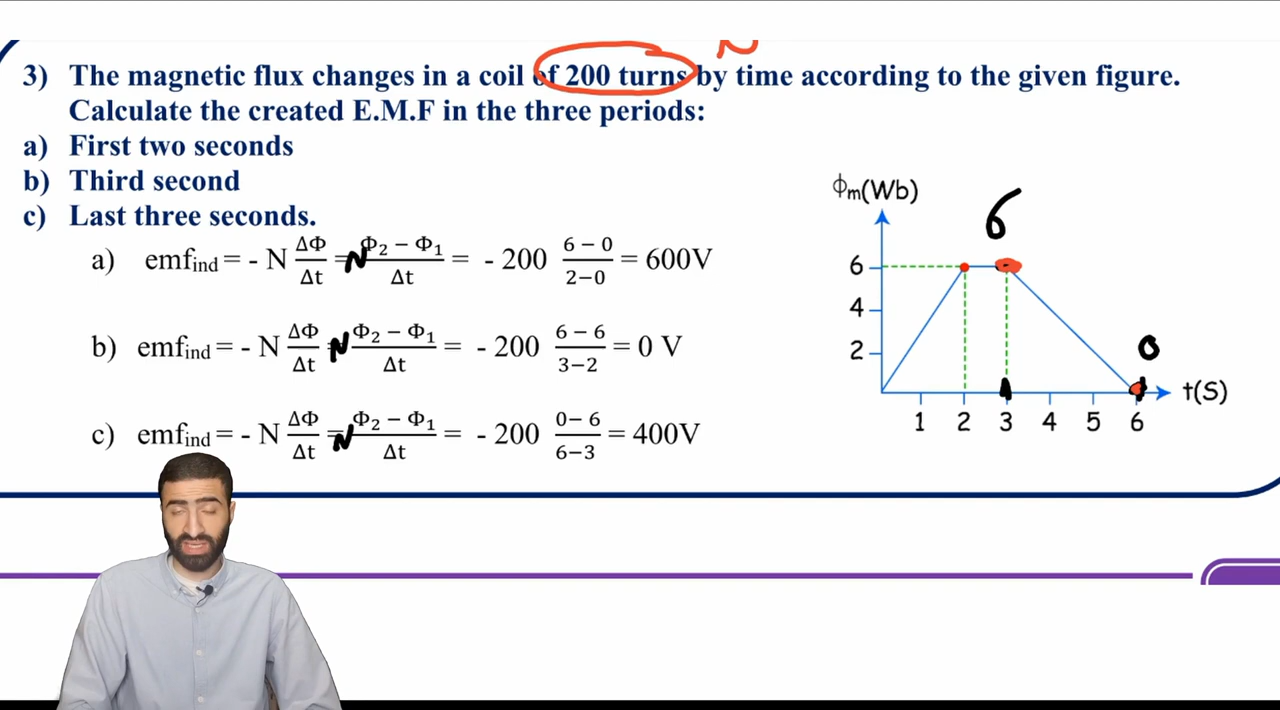 3) The magnetic flux changes in a coil of 200 turns by time according to the given figure.
Calculate the created E.M.F in the three periods:
a) First two seconds
b) Third second
c) Last three seconds.
a) emf_ind = - N ΔΦ/Δt = N Φ₂ − Φ₁/Δt = - 200 6 − 0/2−0 = 600V
b) emf_ind = - N ΔΦ/Δt = N Φ₂ − Φ₁/Δt = - 200 6 − 6/3−2 = 0 V
c) emf_ind = - N ΔΦ/Δt = N Φ₂ − Φ₁/Δt = - 200 0− 6/6−3 = 400V
N
ϕm(Wb)
6
6
4
2
0
t(S)
1 2 3 4 5 6